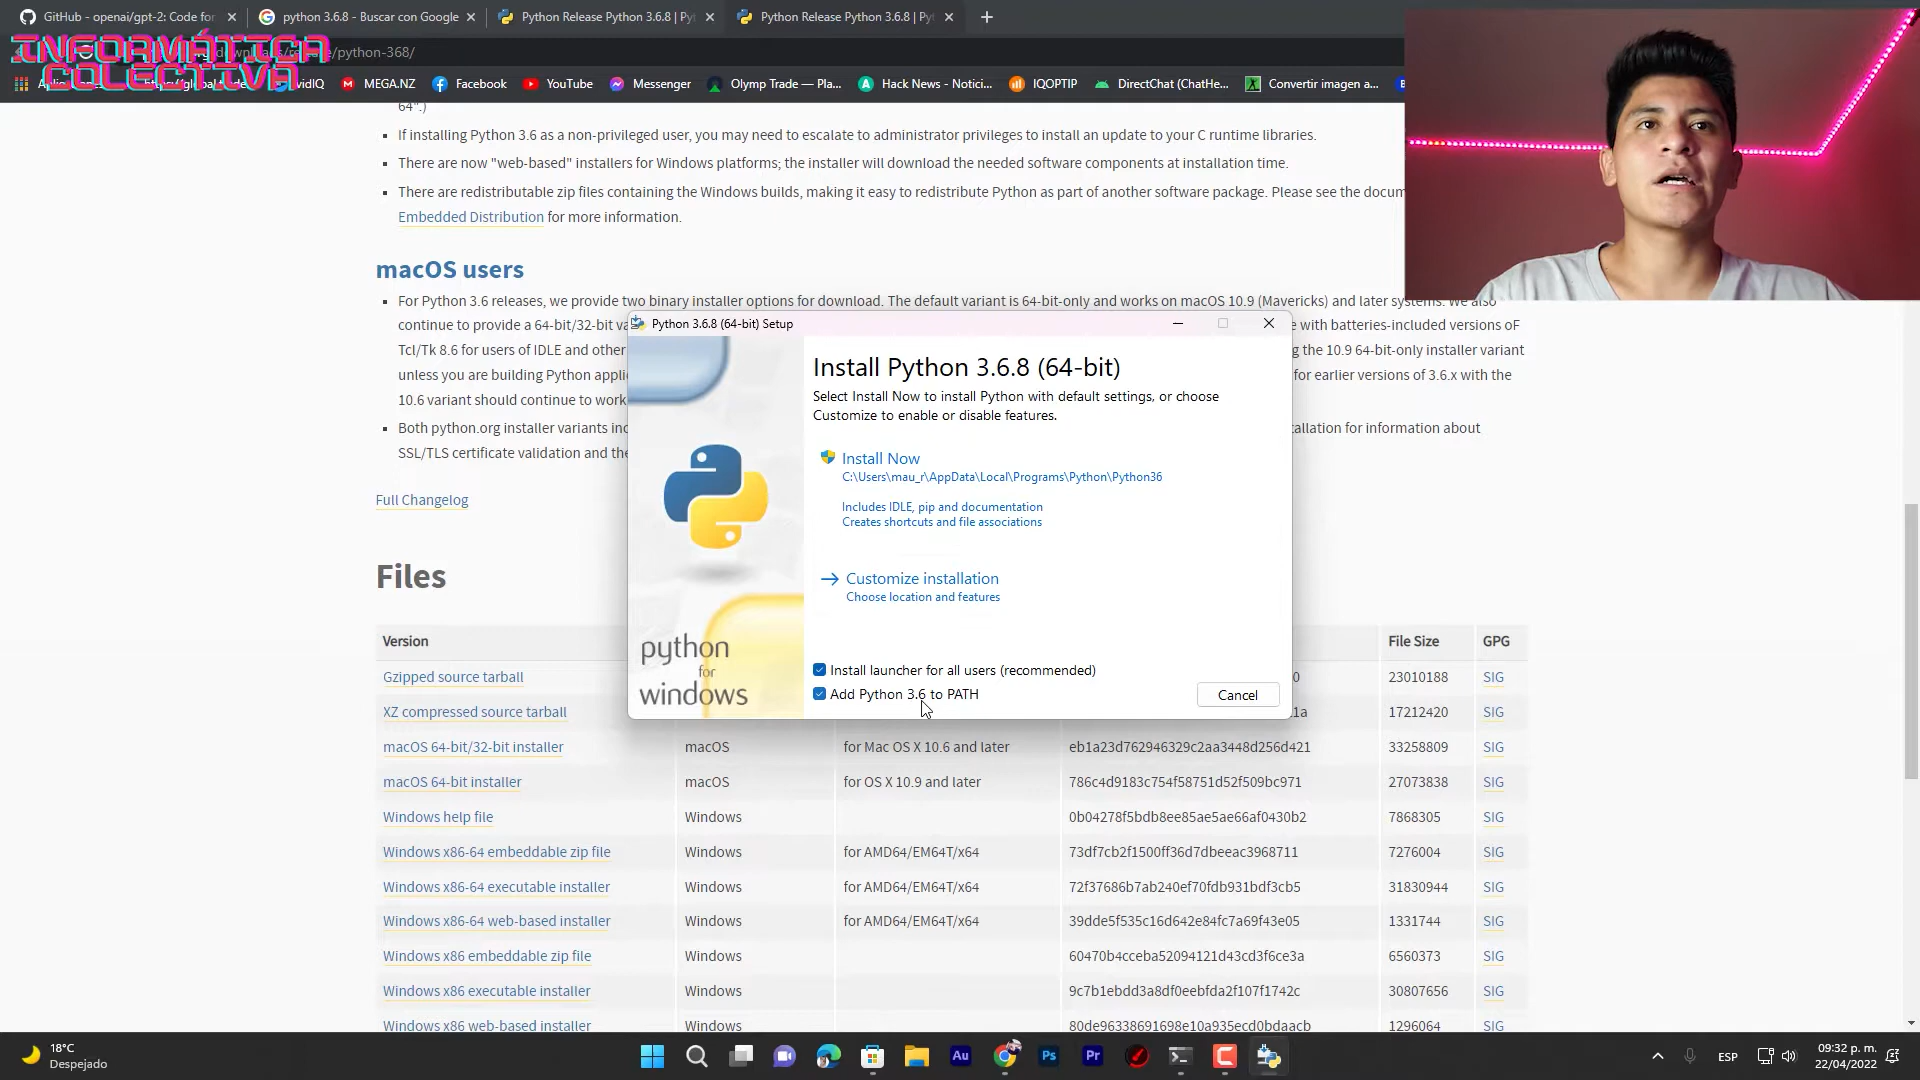 GitHub - openai/gpt-2: Code for
python 3.6.8 - Buscar con Google
Python Release Python 3.6.8 | Py
Python Release Python 3.6.8 | Py
INFORMÁTICA
COLECTIVA
/python-368/
vidIQ
MEGA.NZ
Facebook
YouTube
Messenger
Olymp Trade — Pla...
Hack News - Notici...
IQOPTIP
DirectChat (ChatHe...
Convertir imagen a...
64".)
If installing Python 3.6 as a non-privileged user, you may need to escalate to administrator privileges to install an update to your C runtime libraries.
There are now "web-based" installers for Windows platforms; the installer will download the needed software components at installation time.
There are redistributable zip files containing the Windows builds, making it easy to redistribute Python as part of another software package. Please see the docum
Embedded Distribution for more information.
macOS users
For Python 3.6 releases, we provide two binary installer options for download. The default variant is 64-bit-only and works on macOS 10.9 (Mavericks) and later systems. We also
continue to provide a 64-bit/32-bit va
e with batteries-included versions oF
Tcl/Tk 8.6 for users of IDLE and other
g the 10.9 64-bit-only installer variant
unless you are building Python applic
for earlier versions of 3.6.x with the
10.6 variant should continue to work
Both python.org installer variants inc
allation for information about
SSL/TLS certificate validation and the
Full Changelog
Files
Version
File Size
GPG
Gzipped source tarball
0
23010188
SIG
XZ compressed source tarball
1a
17212420
SIG
macOS 64-bit/32-bit installer
macOS
for Mac OS X 10.6 and later
eb1a23d762946329c2aa3448d256d421
33258809
SIG
macOS 64-bit installer
macOS
for OS X 10.9 and later
786c4d9183c754f58751d52f509bc971
27073838
SIG
Windows help file
Windows
0b04278f5bdb8ee85ae5ae66af0430b2
7868305
SIG
Windows x86-64 embeddable zip file
Windows
for AMD64/EM64T/x64
73df7cb2f1500ff36d7dbeeac3968711
7276004
SIG
Windows x86-64 executable installer
Windows
for AMD64/EM64T/x64
72f37686b7ab240ef70fdb931bdf3cb5
31830944
SIG
Windows x86-64 web-based installer
Windows
for AMD64/EM64T/x64
39dde5f535c16d642e84fc7a69f43e05
1331744
SIG
Windows x86 embeddable zip file
Windows
60470b4cceba52094121d43cd3f6ce3a
6560373
SIG
Windows x86 executable installer
Windows
9c7b1ebdd3a8df0eebfda2f107f1742c
30807656
SIG
Windows x86 web-based installer
Windows
80de96338691698e10a935ecd0bdaacb
1296064
SIG
Python 3.6.8 (64-bit) Setup
Install Python 3.6.8 (64-bit)
Select Install Now to install Python with default settings, or choose
Customize to enable or disable features.
Install Now
C:\Users\mau_r\AppData\Local\Programs\Python\Python36
Includes IDLE, pip and documentation
Creates shortcuts and file associations
Customize installation
Choose location and features
python
for
windows
Install launcher for all users (recommended)
Add Python 3.6 to PATH
Cancel
18°C
Despejado
Au
Ps
Pr
ESP
09:32 p. m.
22/04/2022